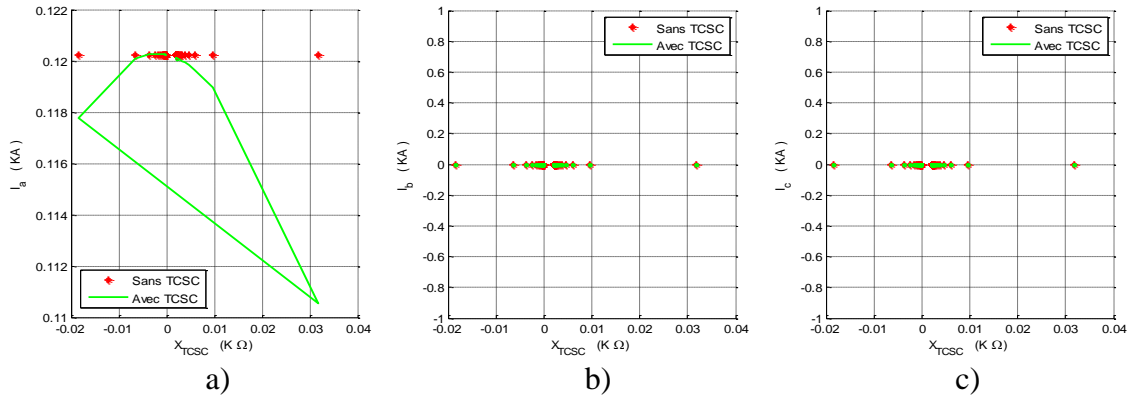 0.122
0.12
0.118
0.116
0.114
0.112
0.11
I_a (KA)
Sans TCSC
Avec TCSC
-0.02 -0.01 0 0.01 0.02 0.03 0.04
X_TCSC (K Ω)
a)
1
0.8
0.6
0.4
0.2
0
-0.2
-0.4
-0.6
-0.8
-1
I_b (KA)
Sans TCSC
Avec TCSC
-0.02 -0.01 0 0.01 0.02 0.03 0.04
X_TCSC (K Ω)
b)
1
0.8
0.6
0.4
0.2
0
-0.2
-0.4
-0.6
-0.8
-1
I_c (KA)
Sans TCSC
Avec TCSC
-0.02 -0.01 0 0.01 0.02 0.03 0.04
X_TCSC (K Ω)
c)